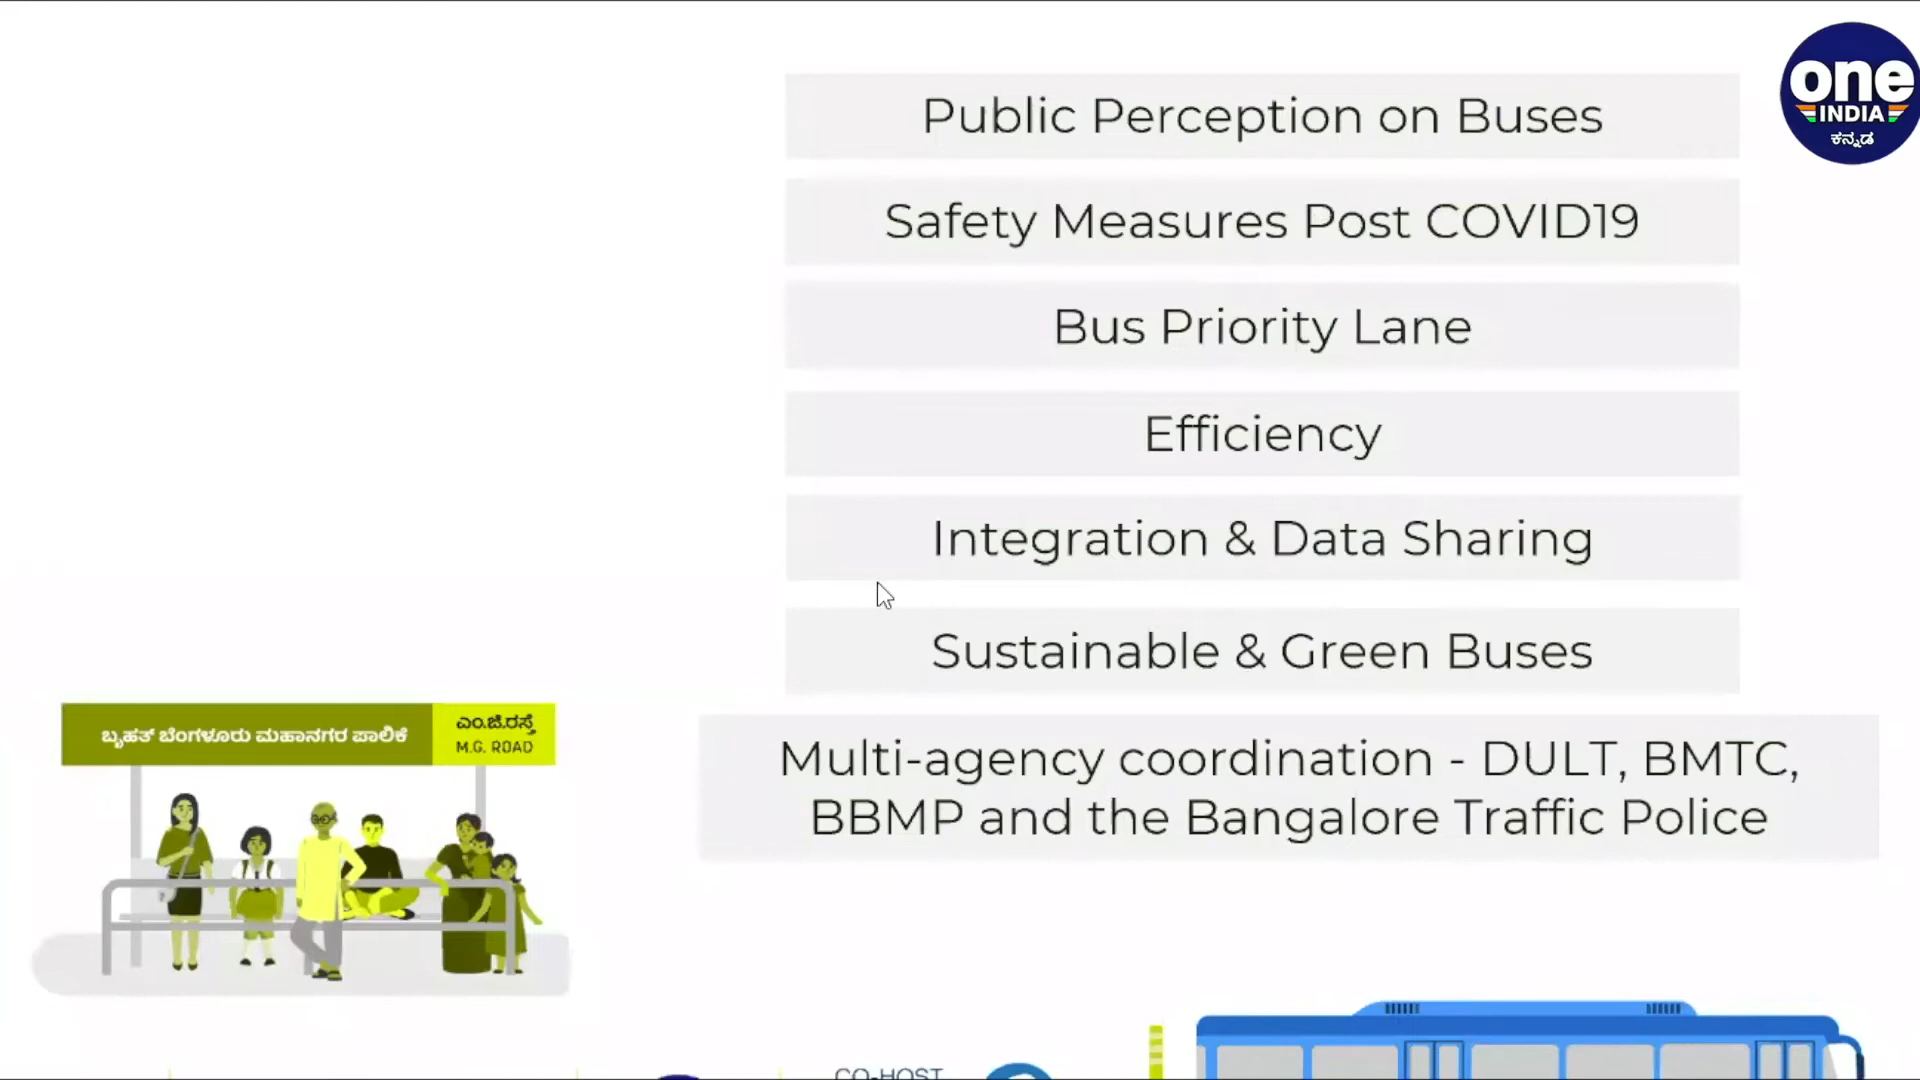 one
INDIA
ಕನ್ನಡ
Public Perception on Buses
Safety Measures Post COVID19
Bus Priority Lane
Efficiency
Integration & Data Sharing
Sustainable & Green Buses
Multi-agency coordination - DULT, BMTC,
BBMP and the Bangalore Traffic Police
ಬೃಹತ್ ಬೆಂಗಳೂರು ಮಹಾನಗರ ಪಾಲಿಕೆ
ಎಂ.ಜಿ.ರಸ್ತೆ
M.G. ROAD
CO-HOST